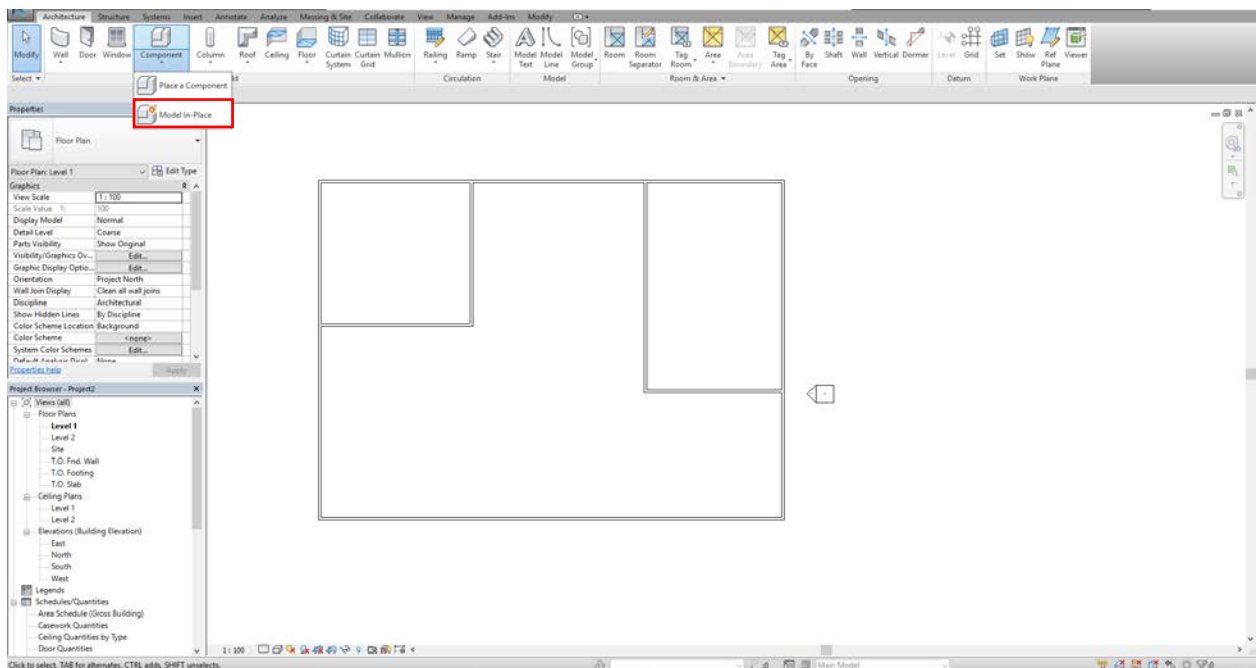 Architecture Structure Systems Insert Annotate Analyze Massing & Site Collaborate View Manage Add-Ins Modify
Modify Wall Door Window Component Column Roof Ceiling Floor Curtain System Curtain Grid Mullion Railing Ramp Stair Model Text Model Line Model Group Room Room Separator Tag Room Area Area Boundary Tag Area By Face Shaft Wall Vertical Dormer Level Grid Set Show Ref Plane Viewer
Select Circulation Model Room & Area Opening Datum Work Plane
Place a Component
Model In-Place
Properties
Floor Plan
Floor Plan: Level 1 Edit Type
Graphics
View Scale 1 : 100
Scale Value 1: 100
Display Model Normal
Detail Level Coarse
Parts Visibility Show Original
Visibility/Graphics Ov... Edit...
Graphic Display Optio... Edit...
Orientation Project North
Wall Join Display Clean all wall joins
Discipline Architectural
Show Hidden Lines By Discipline
Color Scheme Location Background
Color Scheme <none>
System Color Schemes Edit...
Default Analysis Displ... None
Properties help Apply
Project Browser - Project2
Views (all)
Floor Plans
Level 1
Level 2
Site
T.O. Fnd. Wall
T.O. Footing
T.O. Slab
Ceiling Plans
Level 1
Level 2
Elevations (Building Elevation)
East
North
South
West
Legends
Schedules/Quantities
Area Schedule (Gross Building)
Casework Quantities
Ceiling Quantities by Type
Door Quantities
1 : 100
Click to select, TAB for alternates, CTRL adds, SHIFT unselects. :0 Main Model